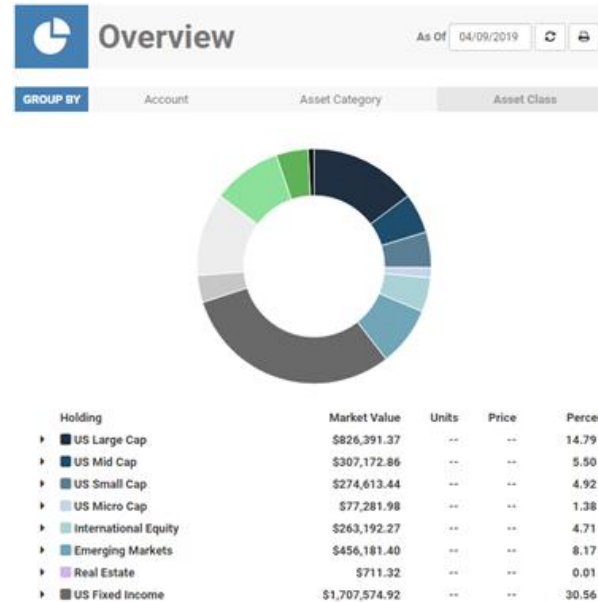 Overview As Of 04/09/2019
GROUP BY Account Asset Category Asset Class
Holding Market Value Units Price Perce
US Large Cap $826,391.37 -- -- 14.79
US Mid Cap $307,172.86 -- -- 5.50
US Small Cap $274,613.44 -- -- 4.92
US Micro Cap $77,281.98 -- -- 1.38
International Equity $263,192.27 -- -- 4.71
Emerging Markets $456,181.40 -- -- 8.17
Real Estate $711.32 -- -- 0.01
US Fixed Income $1,707,574.92 -- -- 30.56